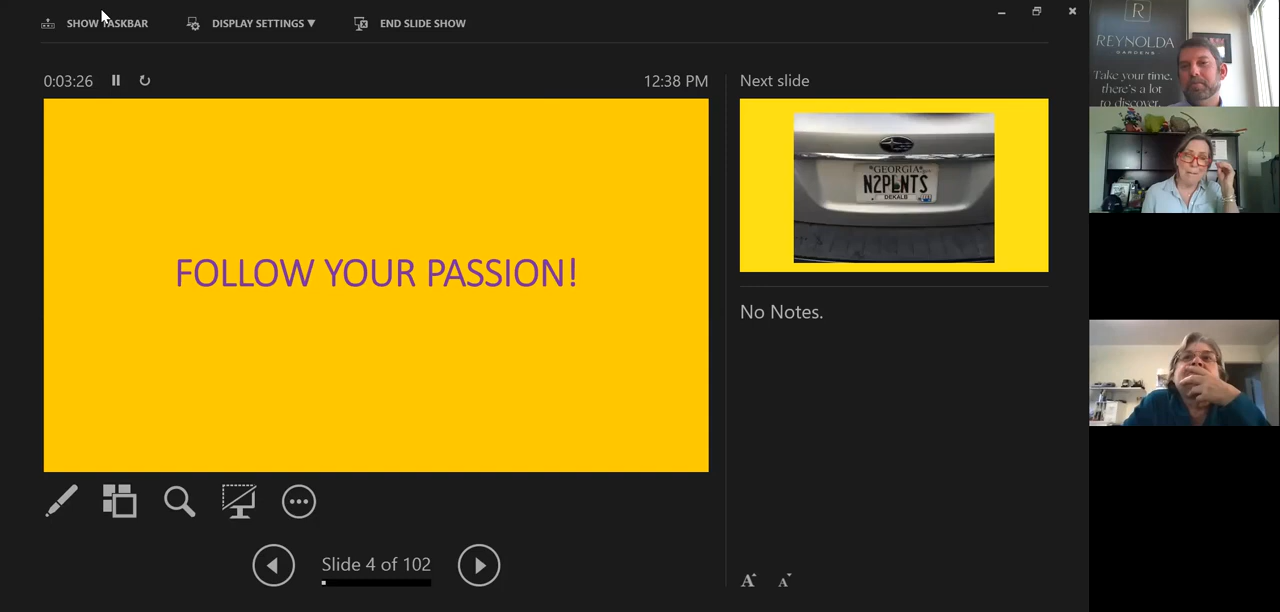 SHOW TASKBAR
DISPLAY SETTINGS ▼
END SLIDE SHOW
0:03:26
12:38 PM
Next slide
FOLLOW YOUR PASSION!
GEORGIA
N2PLNTS
DEKALB
No Notes.
Slide 4 of 102
A
A
R
REYNOLDA
GARDENS
Take your time,
there's a lot
to discover.